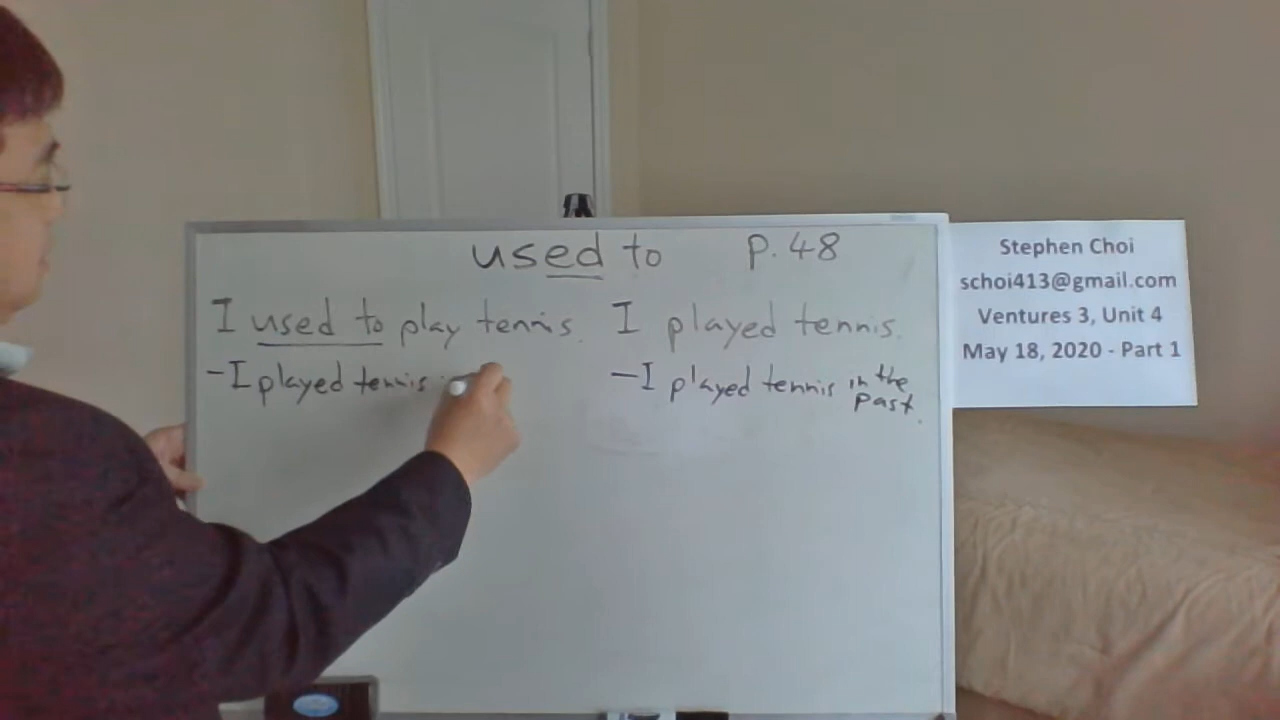 used to p.48
I used to play tennis. I played tennis.
- I played tennis - I played tennis in the
past.
Stephen Choi
schoi413@gmail.com
Ventures 3, Unit 4
May 18, 2020 - Part 1